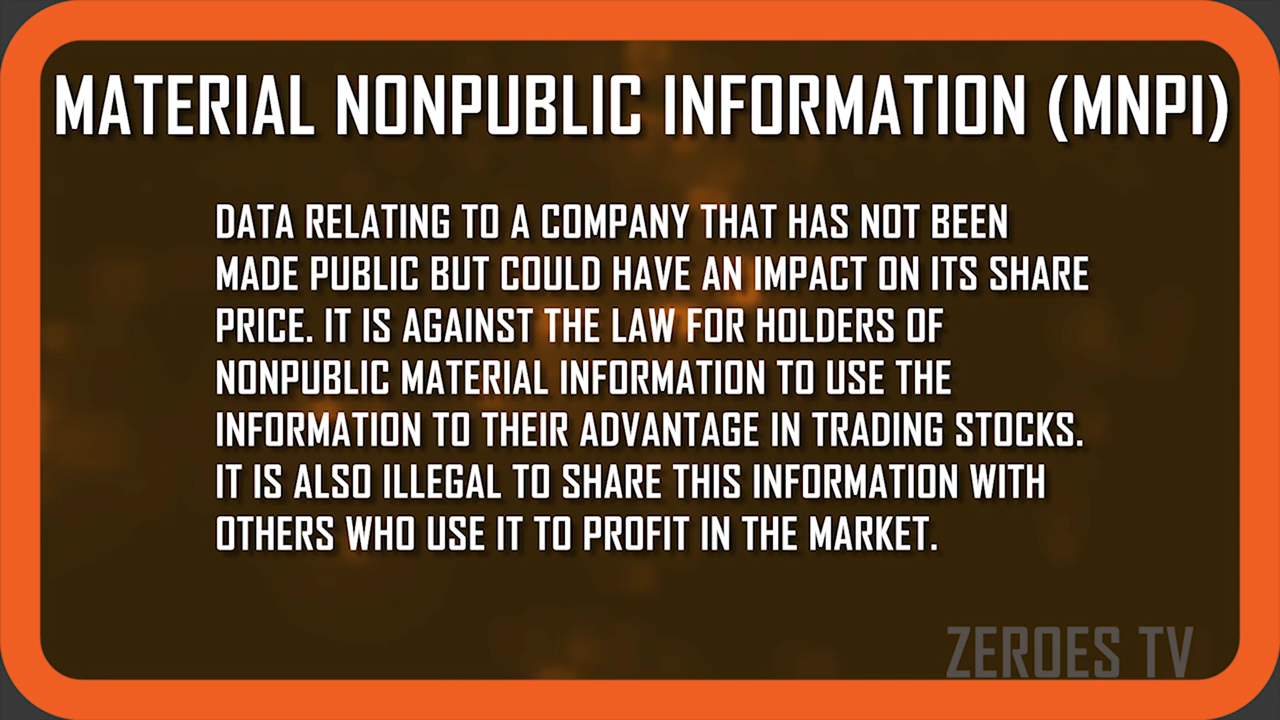 MATERIAL NONPUBLIC INFORMATION (MNPI)
DATA RELATING TO A COMPANY THAT HAS NOT BEEN
MADE PUBLIC BUT COULD HAVE AN IMPACT ON ITS SHARE
PRICE. IT IS AGAINST THE LAW FOR HOLDERS OF
NONPUBLIC MATERIAL INFORMATION TO USE THE
INFORMATION TO THEIR ADVANTAGE IN TRADING STOCKS.
IT IS ALSO ILLEGAL TO SHARE THIS INFORMATION WITH
OTHERS WHO USE IT TO PROFIT IN THE MARKET.
ZEROES TV